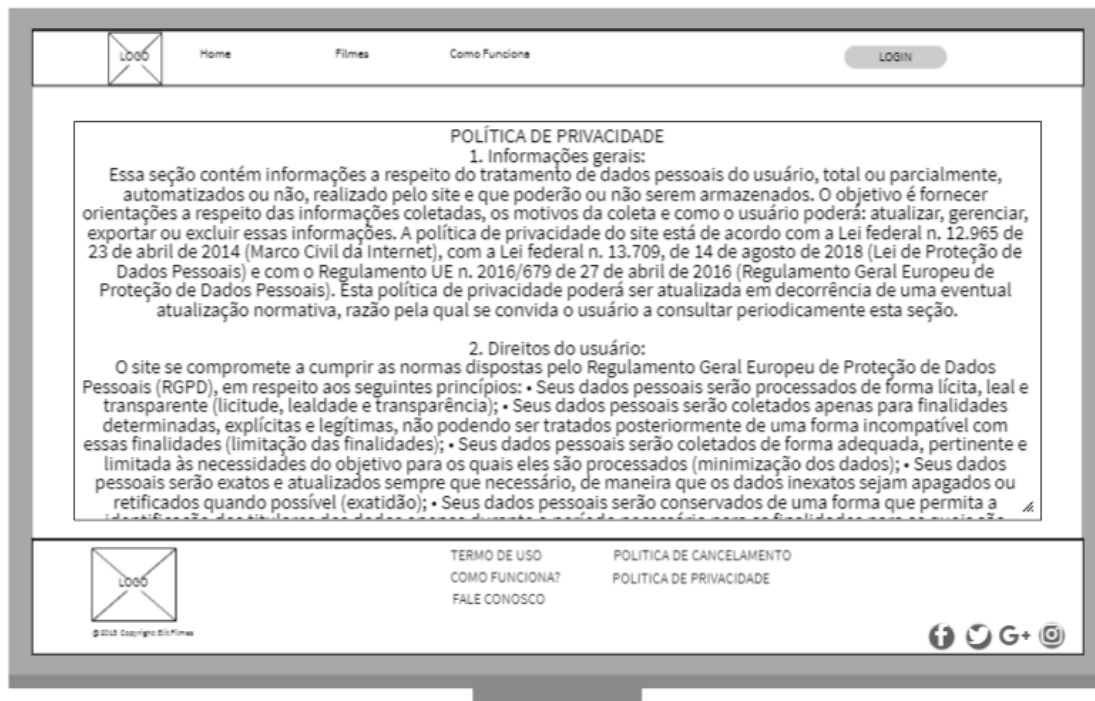 LOGO Home Filmes Como Funciona LOGIN
POLÍTICA DE PRIVACIDADE
1. Informações gerais:
Essa seção contém informações a respeito do tratamento de dados pessoais do usuário, total ou parcialmente,
automatizados ou não, realizado pelo site e que poderão ou não serem armazenados. O objetivo é fornecer
orientações a respeito das informações coletadas, os motivos da coleta e como o usuário poderá: atualizar, gerenciar,
exportar ou excluir essas informações. A política de privacidade do site está de acordo com a Lei federal n. 12.965 de
23 de abril de 2014 (Marco Civil da Internet), com a Lei federal n. 13.709, de 14 de agosto de 2018 (Lei de Proteção de
Dados Pessoais) e com o Regulamento UE n. 2016/679 de 27 de abril de 2016 (Regulamento Geral Europeu de
Proteção de Dados Pessoais). Esta política de privacidade poderá ser atualizada em decorrência de uma eventual
atualização normativa, razão pela qual se convida o usuário a consultar periodicamente esta seção.
2. Direitos do usuário:
O site se compromete a cumprir as normas dispostas pelo Regulamento Geral Europeu de Proteção de Dados
Pessoais (RGPD), em respeito aos seguintes princípios: • Seus dados pessoais serão processados de forma lícita, leal e
transparente (licitude, lealdade e transparência); • Seus dados pessoais serão coletados apenas para finalidades
determinadas, explícitas e legítimas, não podendo ser tratados posteriormente de uma forma incompatível com
essas finalidades (limitação das finalidades); • Seus dados pessoais serão coletados de forma adequada, pertinente e
limitada às necessidades do objetivo para os quais eles são processados (minimização dos dados); • Seus dados
pessoais serão exatos e atualizados sempre que necessário, de maneira que os dados inexatos sejam apagados ou
retificados quando possível (exatidão); • Seus dados pessoais serão conservados de uma forma que permita a
LOGO
TERMO DE USO POLITICA DE CANCELAMENTO
COMO FUNCIONA? POLITICA DE PRIVACIDADE
FALE CONOSCO
Copyright Filmes
G+